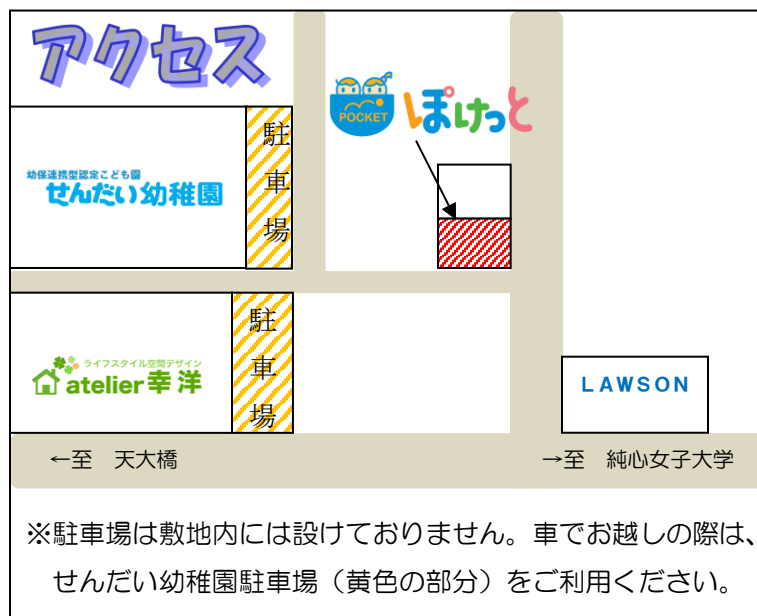 アクセス
POCKET
ぽけっと
駐車場
幼保連携型認定こども園
せんだい幼稚園
駐車場
ライフスタイル空間デザイン
atelier幸洋
LAWSON
←至 天大橋
→至 純心女子大学
※駐車場は敷地内には設けておりません。車でお越しの際は、
せんだい幼稚園駐車場（黄色の部分）をご利用ください。